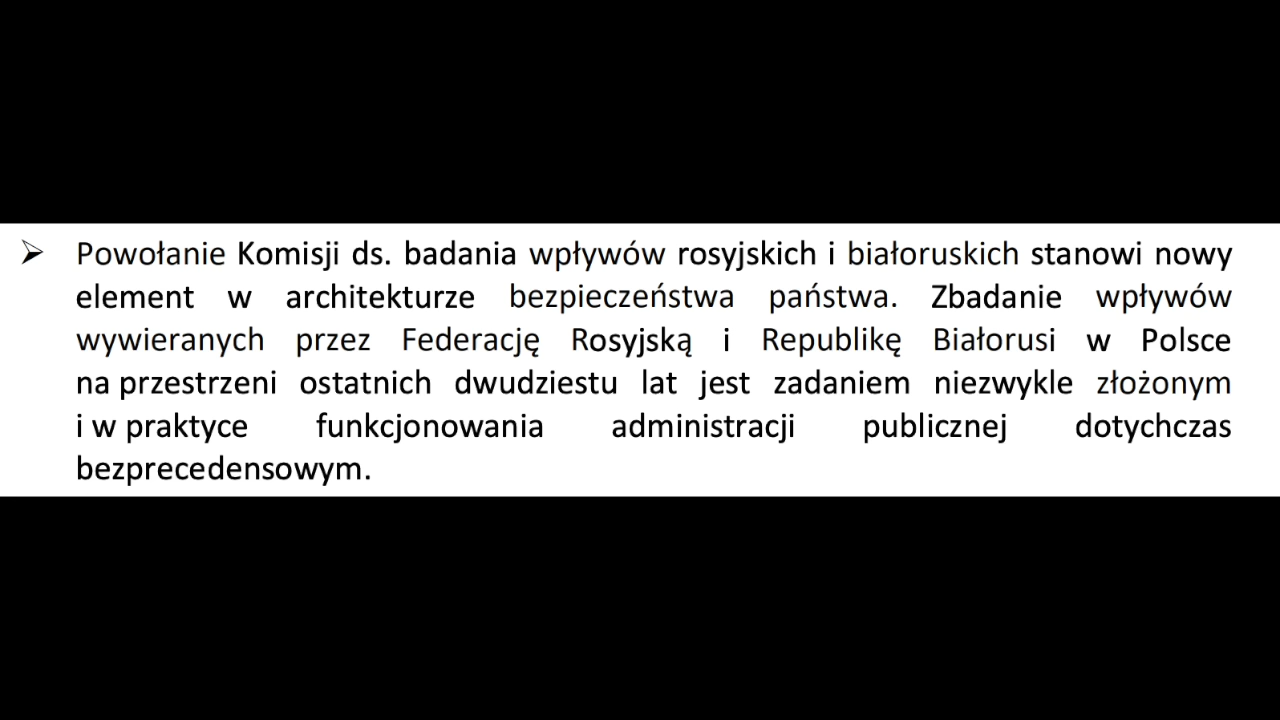 ➢ Powołanie Komisji ds. badania wpływów rosyjskich i białoruskich stanowi nowy
element w architekturze bezpieczeństwa państwa. Zbadanie wpływów
wywieranych przez Federację Rosyjską i Republikę Białorusi w Polsce
na przestrzeni ostatnich dwudziestu lat jest zadaniem niezwykle złożonym
i w praktyce funkcjonowania administracji publicznej dotychczas
bezprecedensowym.